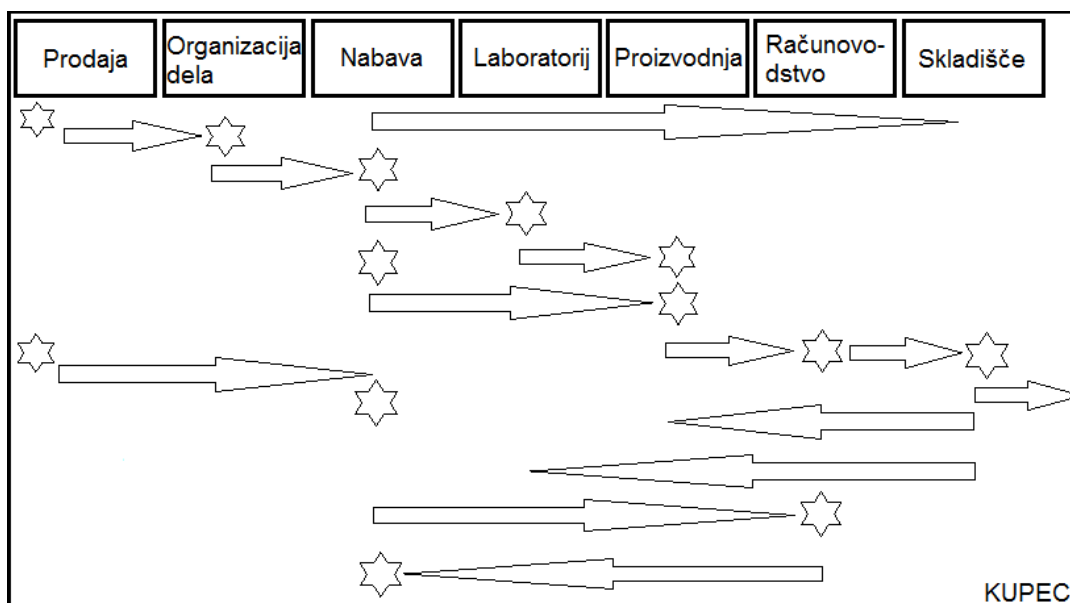 Prodaja
Organizacija
dela
Nabava
Laboratorij
Proizvodnja
Računovo-
dstvo
Skladišče
KUPEC